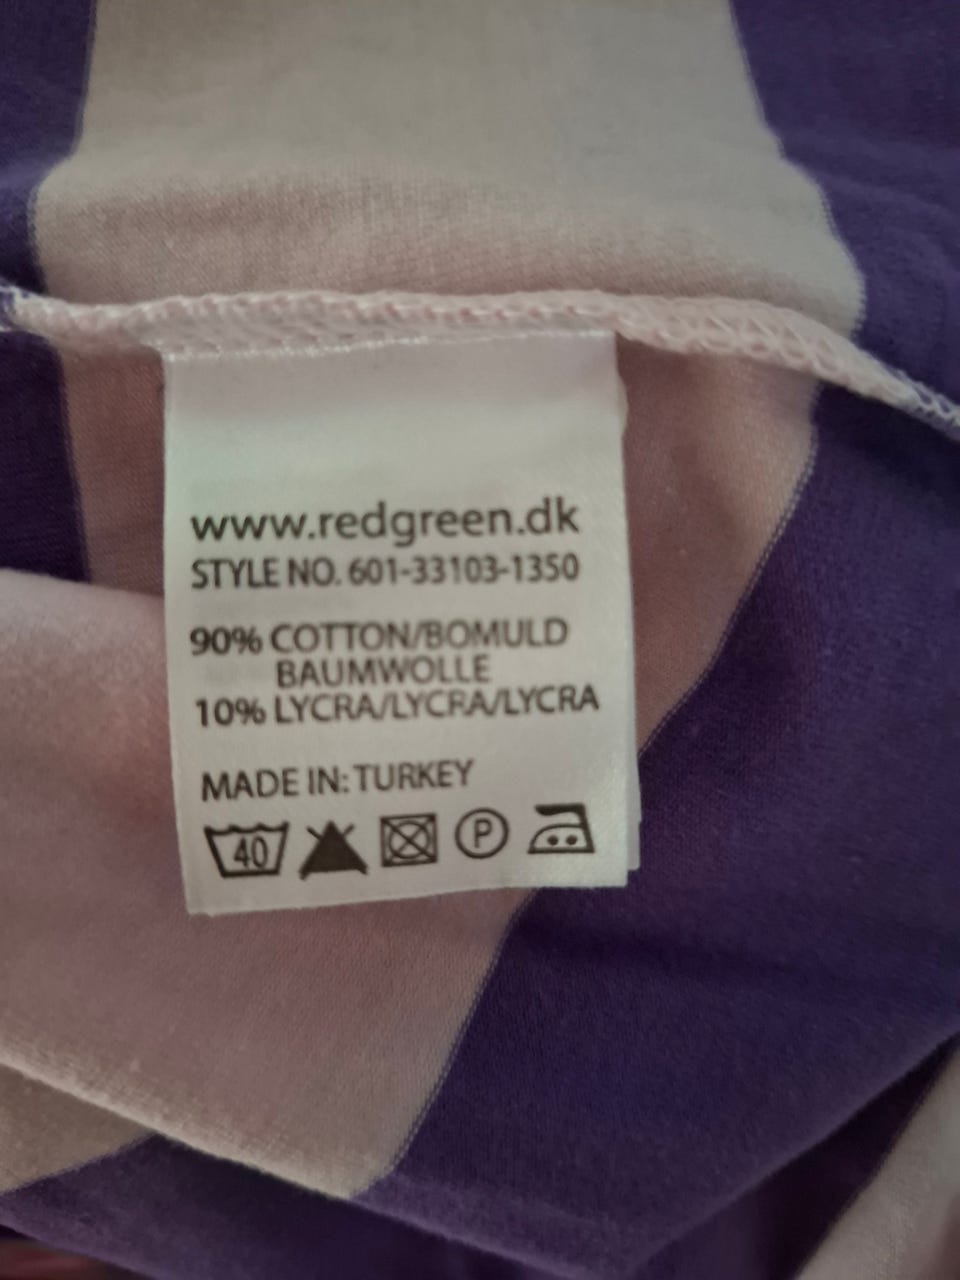 www.redgreen.dk
STYLE NO. 601-33103-1350
90% COTTON/BOMULD
BAUMWOLLE
10% LYCRA/LYCRA/LYCRA
MADE IN: TURKEY
40 P